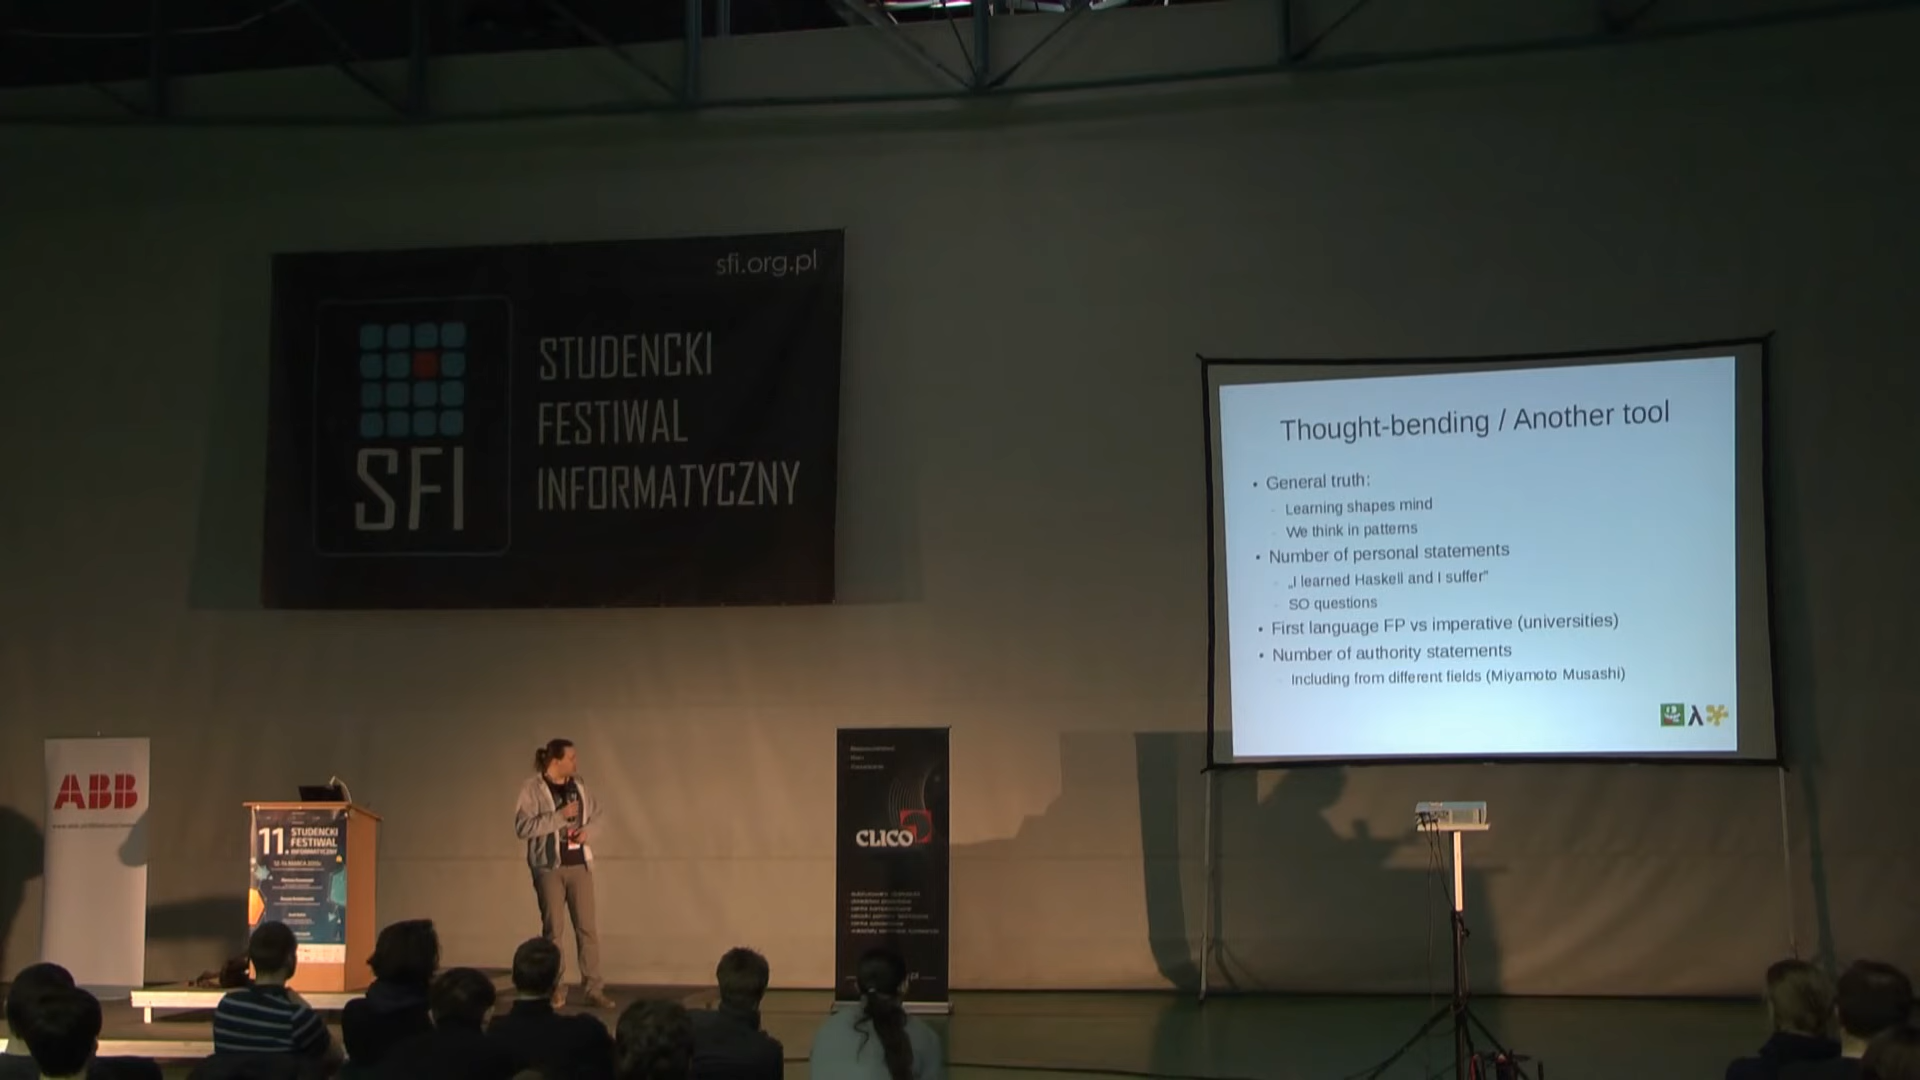 sfi.org.pl
STUDENCKI
FESTIWAL
INFORMATYCZNY
SFI
Thought-bending / Another tool
• General truth:
- Learning shapes mind
- We think in patterns
• Number of personal statements
- „I learned Haskell and I suffer”
- SO questions
• First language FP vs imperative (universities)
• Number of authority statements
- Including from different fields (Miyamoto Musashi)
λ
ABB
11. STUDENCKI
FESTIWAL
INFORMATYCZNY
CLICO